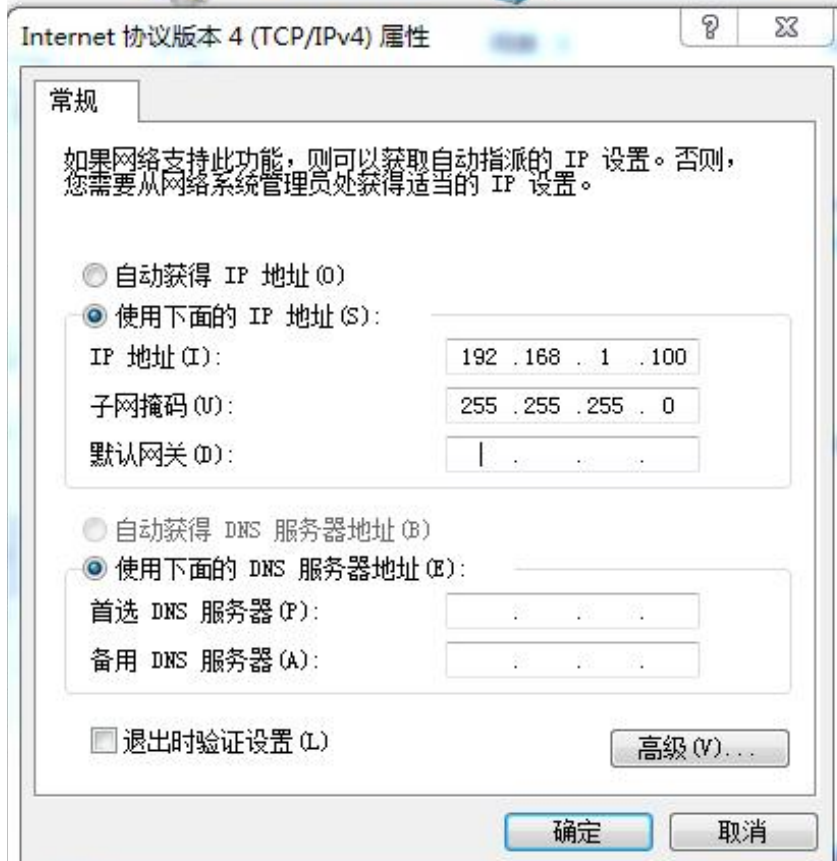 Internet 协议版本 4 (TCP/IPv4) 属性
常规
如果网络支持此功能，则可以获取自动指派的 IP 设置。否则，
您需要从网络系统管理员处获得适当的 IP 设置。
自动获得 IP 地址(O)
使用下面的 IP 地址(S):
IP 地址(I): 192 .168 . 1 .100
子网掩码(U): 255 .255 .255 . 0
默认网关(D): . . .
自动获得 DNS 服务器地址(B)
使用下面的 DNS 服务器地址(E):
首选 DNS 服务器(P): . . .
备用 DNS 服务器(A): . . .
退出时验证设置(L)
高级(V)...
确定 取消